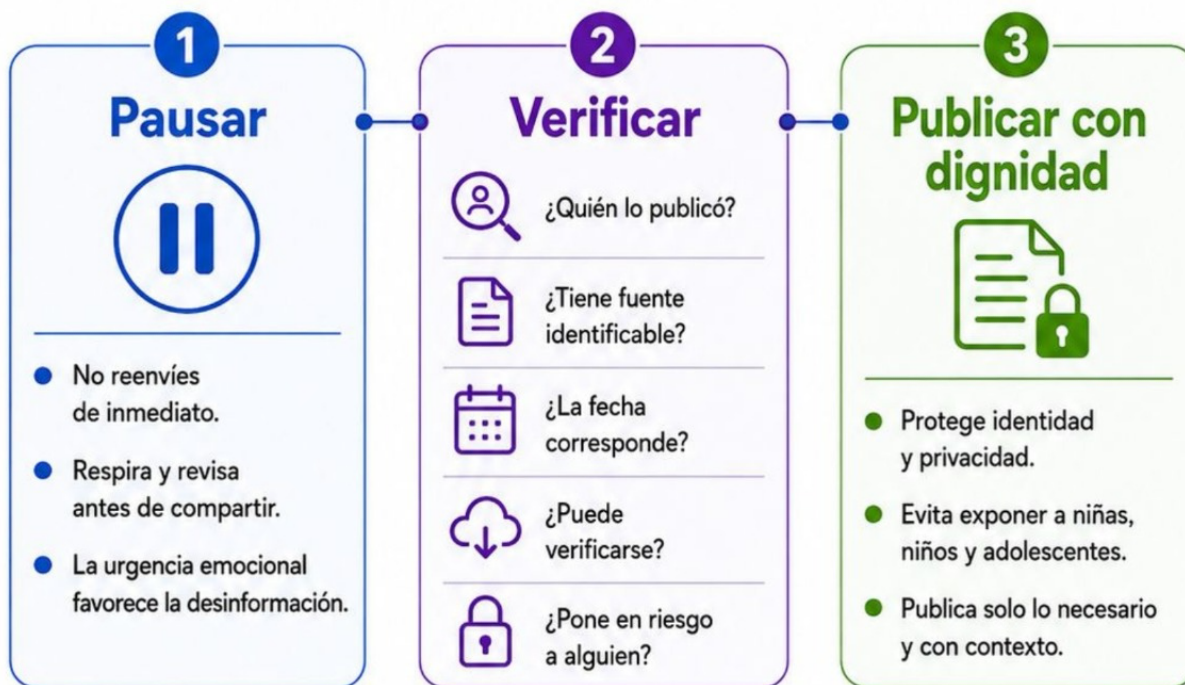 1
Pausar
No reenvíes
de inmediato.
Respira y revisa
antes de compartir.
La urgencia emocional
favorece la desinformación.
2
Verificar
¿Quién lo publicó?
¿Tiene fuente
identificable?
¿La fecha
corresponde?
¿Puede
verificarse?
¿Pone en riesgo
a alguien?
3
Publicar con
dignidad
Protege identidad
y privacidad.
Evita exponer a niñas,
niños y adolescentes.
Publica solo lo necesario
y con contexto.